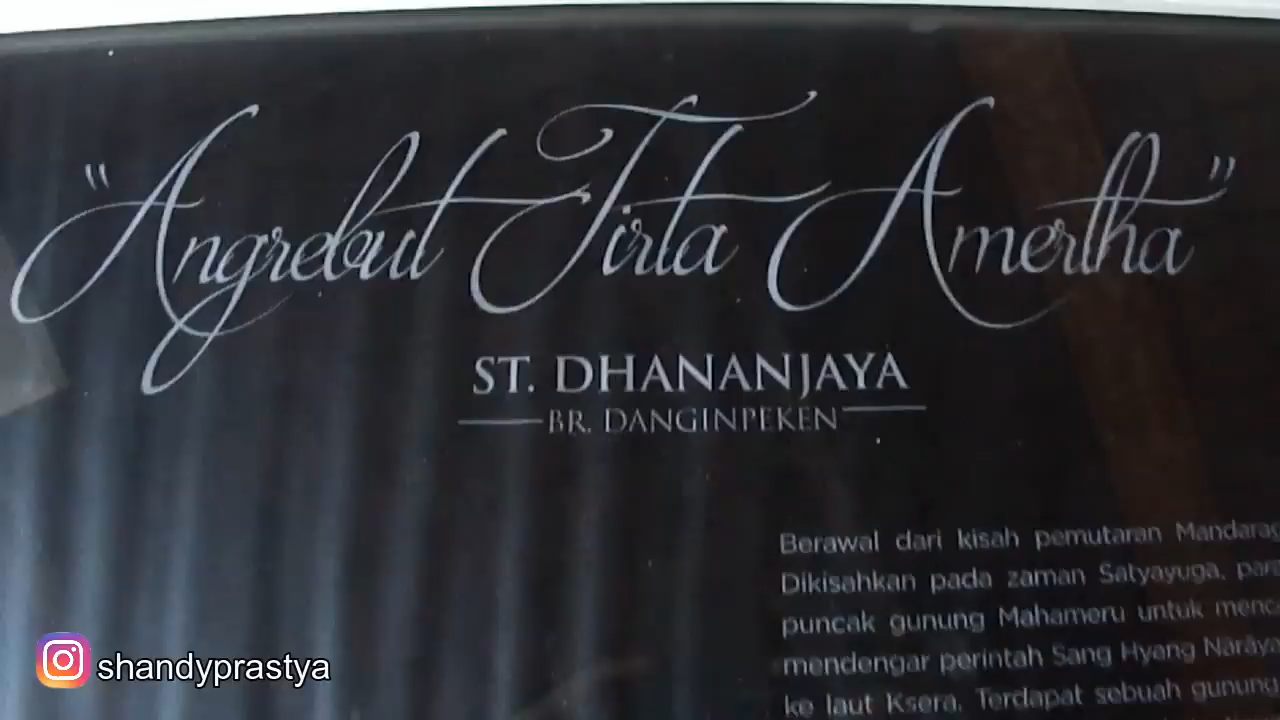 "Angrebut Tirta Amertha"
ST. DHANANJAYA
BR. DANGINPEKEN
Berawal dari kisah pemutaran
Dikisahkan pada zaman Satyayuga,
puncak gunung Mahameru untuk
mendengar perintah Sang Hyang
ke laut Ksera. Terdapat sebuah gunung
shandyprastya